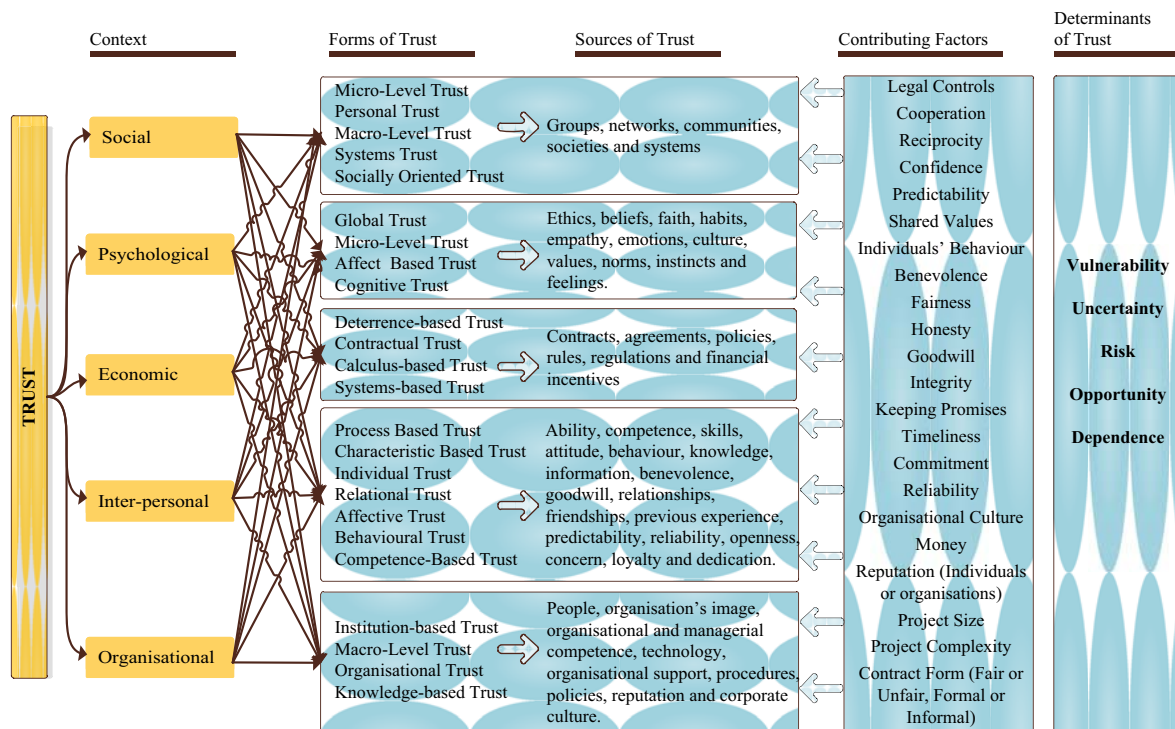 Context
Forms of Trust
Sources of Trust
Contributing Factors
Determinants
of Trust
TRUST
Social
Psychological
Economic
Inter-personal
Organisational
Micro-Level Trust
Personal Trust
Macro-Level Trust
Systems Trust
Socially Oriented Trust
Groups, networks, communities,
societies and systems
Global Trust
Micro-Level Trust
Affect Based Trust
Cognitive Trust
Ethics, beliefs, faith, habits,
empathy, emotions, culture,
values, norms, instincts and
feelings.
Deterrence-based Trust
Contractual Trust
Calculus-based Trust
Systems-based Trust
Contracts, agreements, policies,
rules, regulations and financial
incentives
Process Based Trust
Characteristic Based Trust
Individual Trust
Relational Trust
Affective Trust
Behavioural Trust
Competence-Based Trust
Ability, competence, skills,
attitude, behaviour, knowledge,
information, benevolence,
goodwill, relationships,
friendships, previous experience,
predictability, reliability, openness,
concern, loyalty and dedication.
Institution-based Trust
Macro-Level Trust
Organisational Trust
Knowledge-based Trust
People, organisation’s image,
organisational and managerial
competence, technology,
organisational support, procedures,
policies, reputation and corporate
culture.
Legal Controls
Cooperation
Reciprocity
Confidence
Predictability
Shared Values
Individuals’ Behaviour
Benevolence
Fairness
Honesty
Goodwill
Integrity
Keeping Promises
Timeliness
Commitment
Reliability
Organisational Culture
Money
Reputation (Individuals
or organisations)
Project Size
Project Complexity
Contract Form (Fair or
Unfair, Formal or
Informal)
Vulnerability
Uncertainty
Risk
Opportunity
Dependence